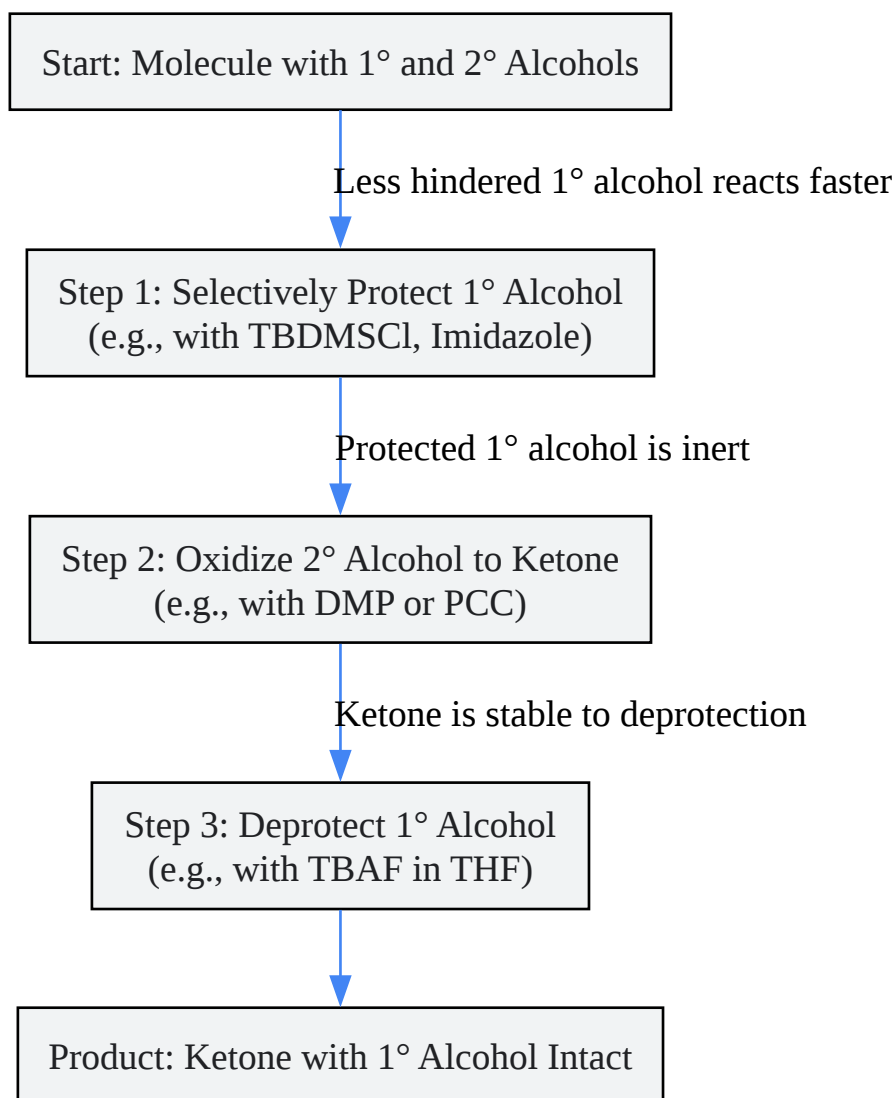 Start: Molecule with 1° and 2° Alcohols
Less hindered 1° alcohol reacts faster
Step 1: Selectively Protect 1° Alcohol
(e.g., with TBDMSCl, Imidazole)
Protected 1° alcohol is inert
Step 2: Oxidize 2° Alcohol to Ketone
(e.g., with DMP or PCC)
Ketone is stable to deprotection
Step 3: Deprotect 1° Alcohol
(e.g., with TBAF in THF)
Product: Ketone with 1° Alcohol Intact